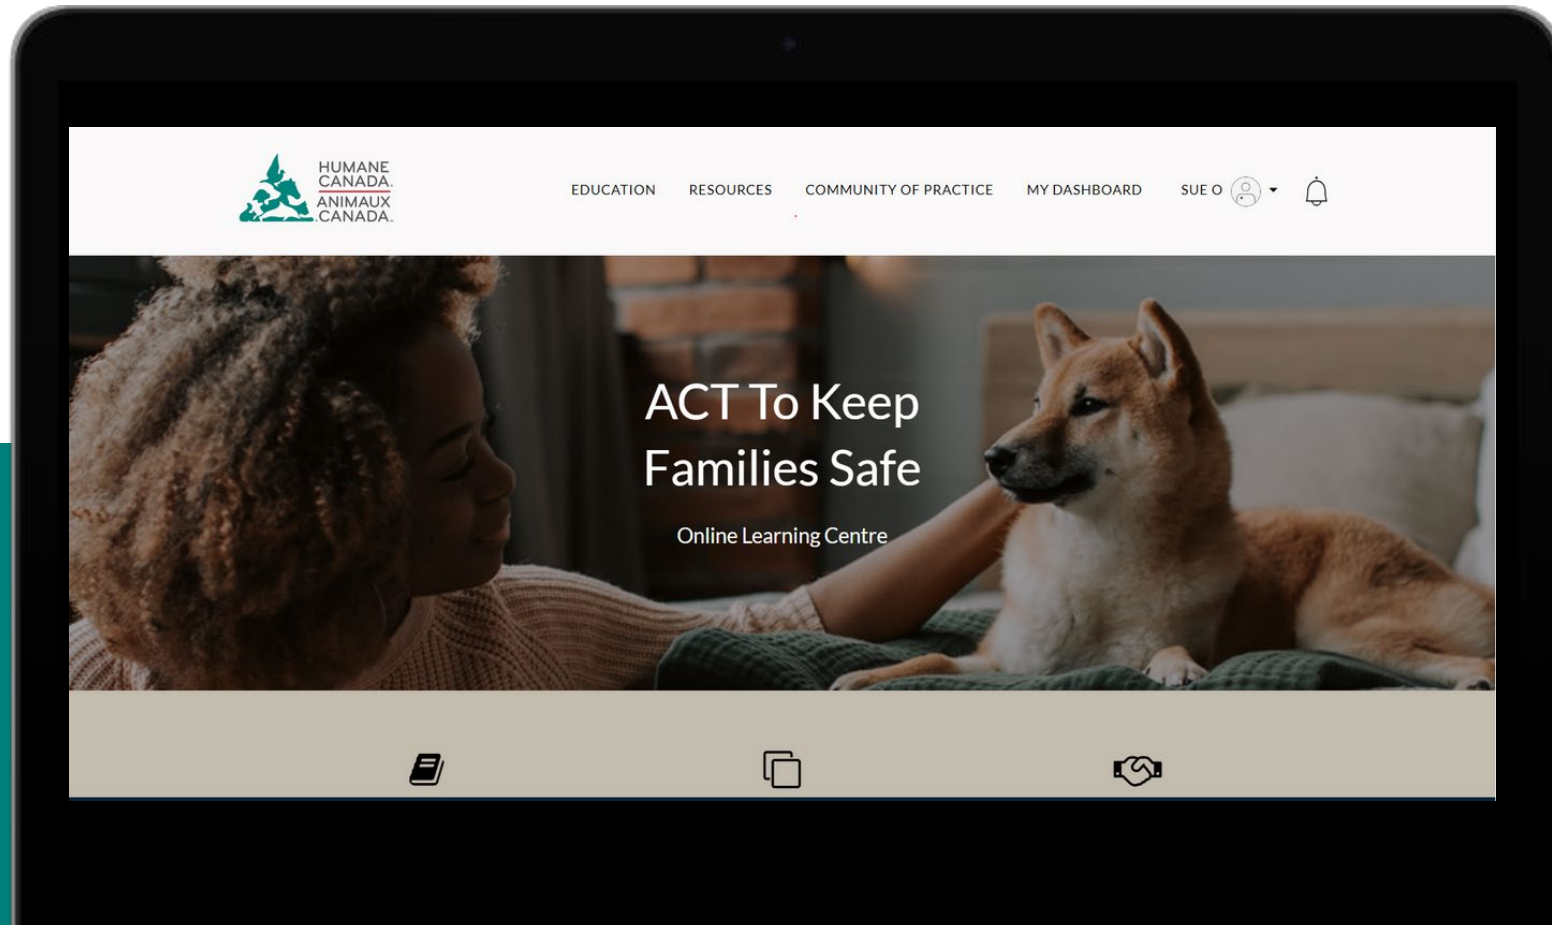 HUMANE
CANADA.
ANIMAUX
CANADA™
EDUCATION RESOURCES COMMUNITY OF PRACTICE MY DASHBOARD SUE O
ACT To Keep
Families Safe
Online Learning Centre